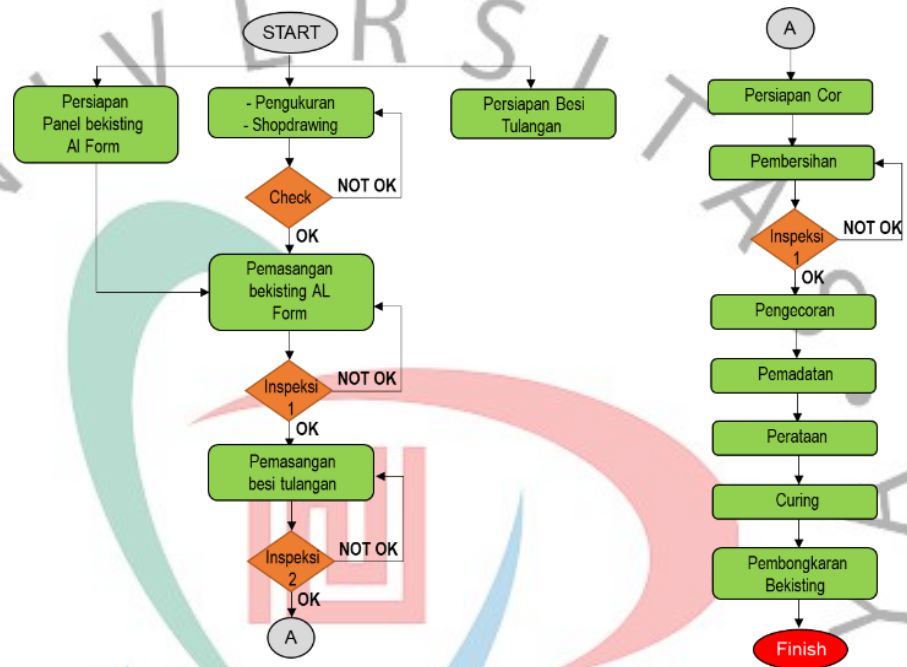 START
Persiapan
Panel bekisting
Al Form
- Pengukuran
- Shopdrawing
Persiapan Besi
Tulangan
Check
NOT OK
OK
Pemasangan
bekisting AL
Form
Inspeksi
1
NOT OK
OK
Pemasangan
besi tulangan
Inspeksi
2
NOT OK
OK
A
A
Persiapan Cor
Pembersihan
Inspeksi
1
NOT OK
OK
Pengecoran
Pemadatan
Perataan
Curing
Pembongkaran
Bekisting
Finish
NIVERSITAS